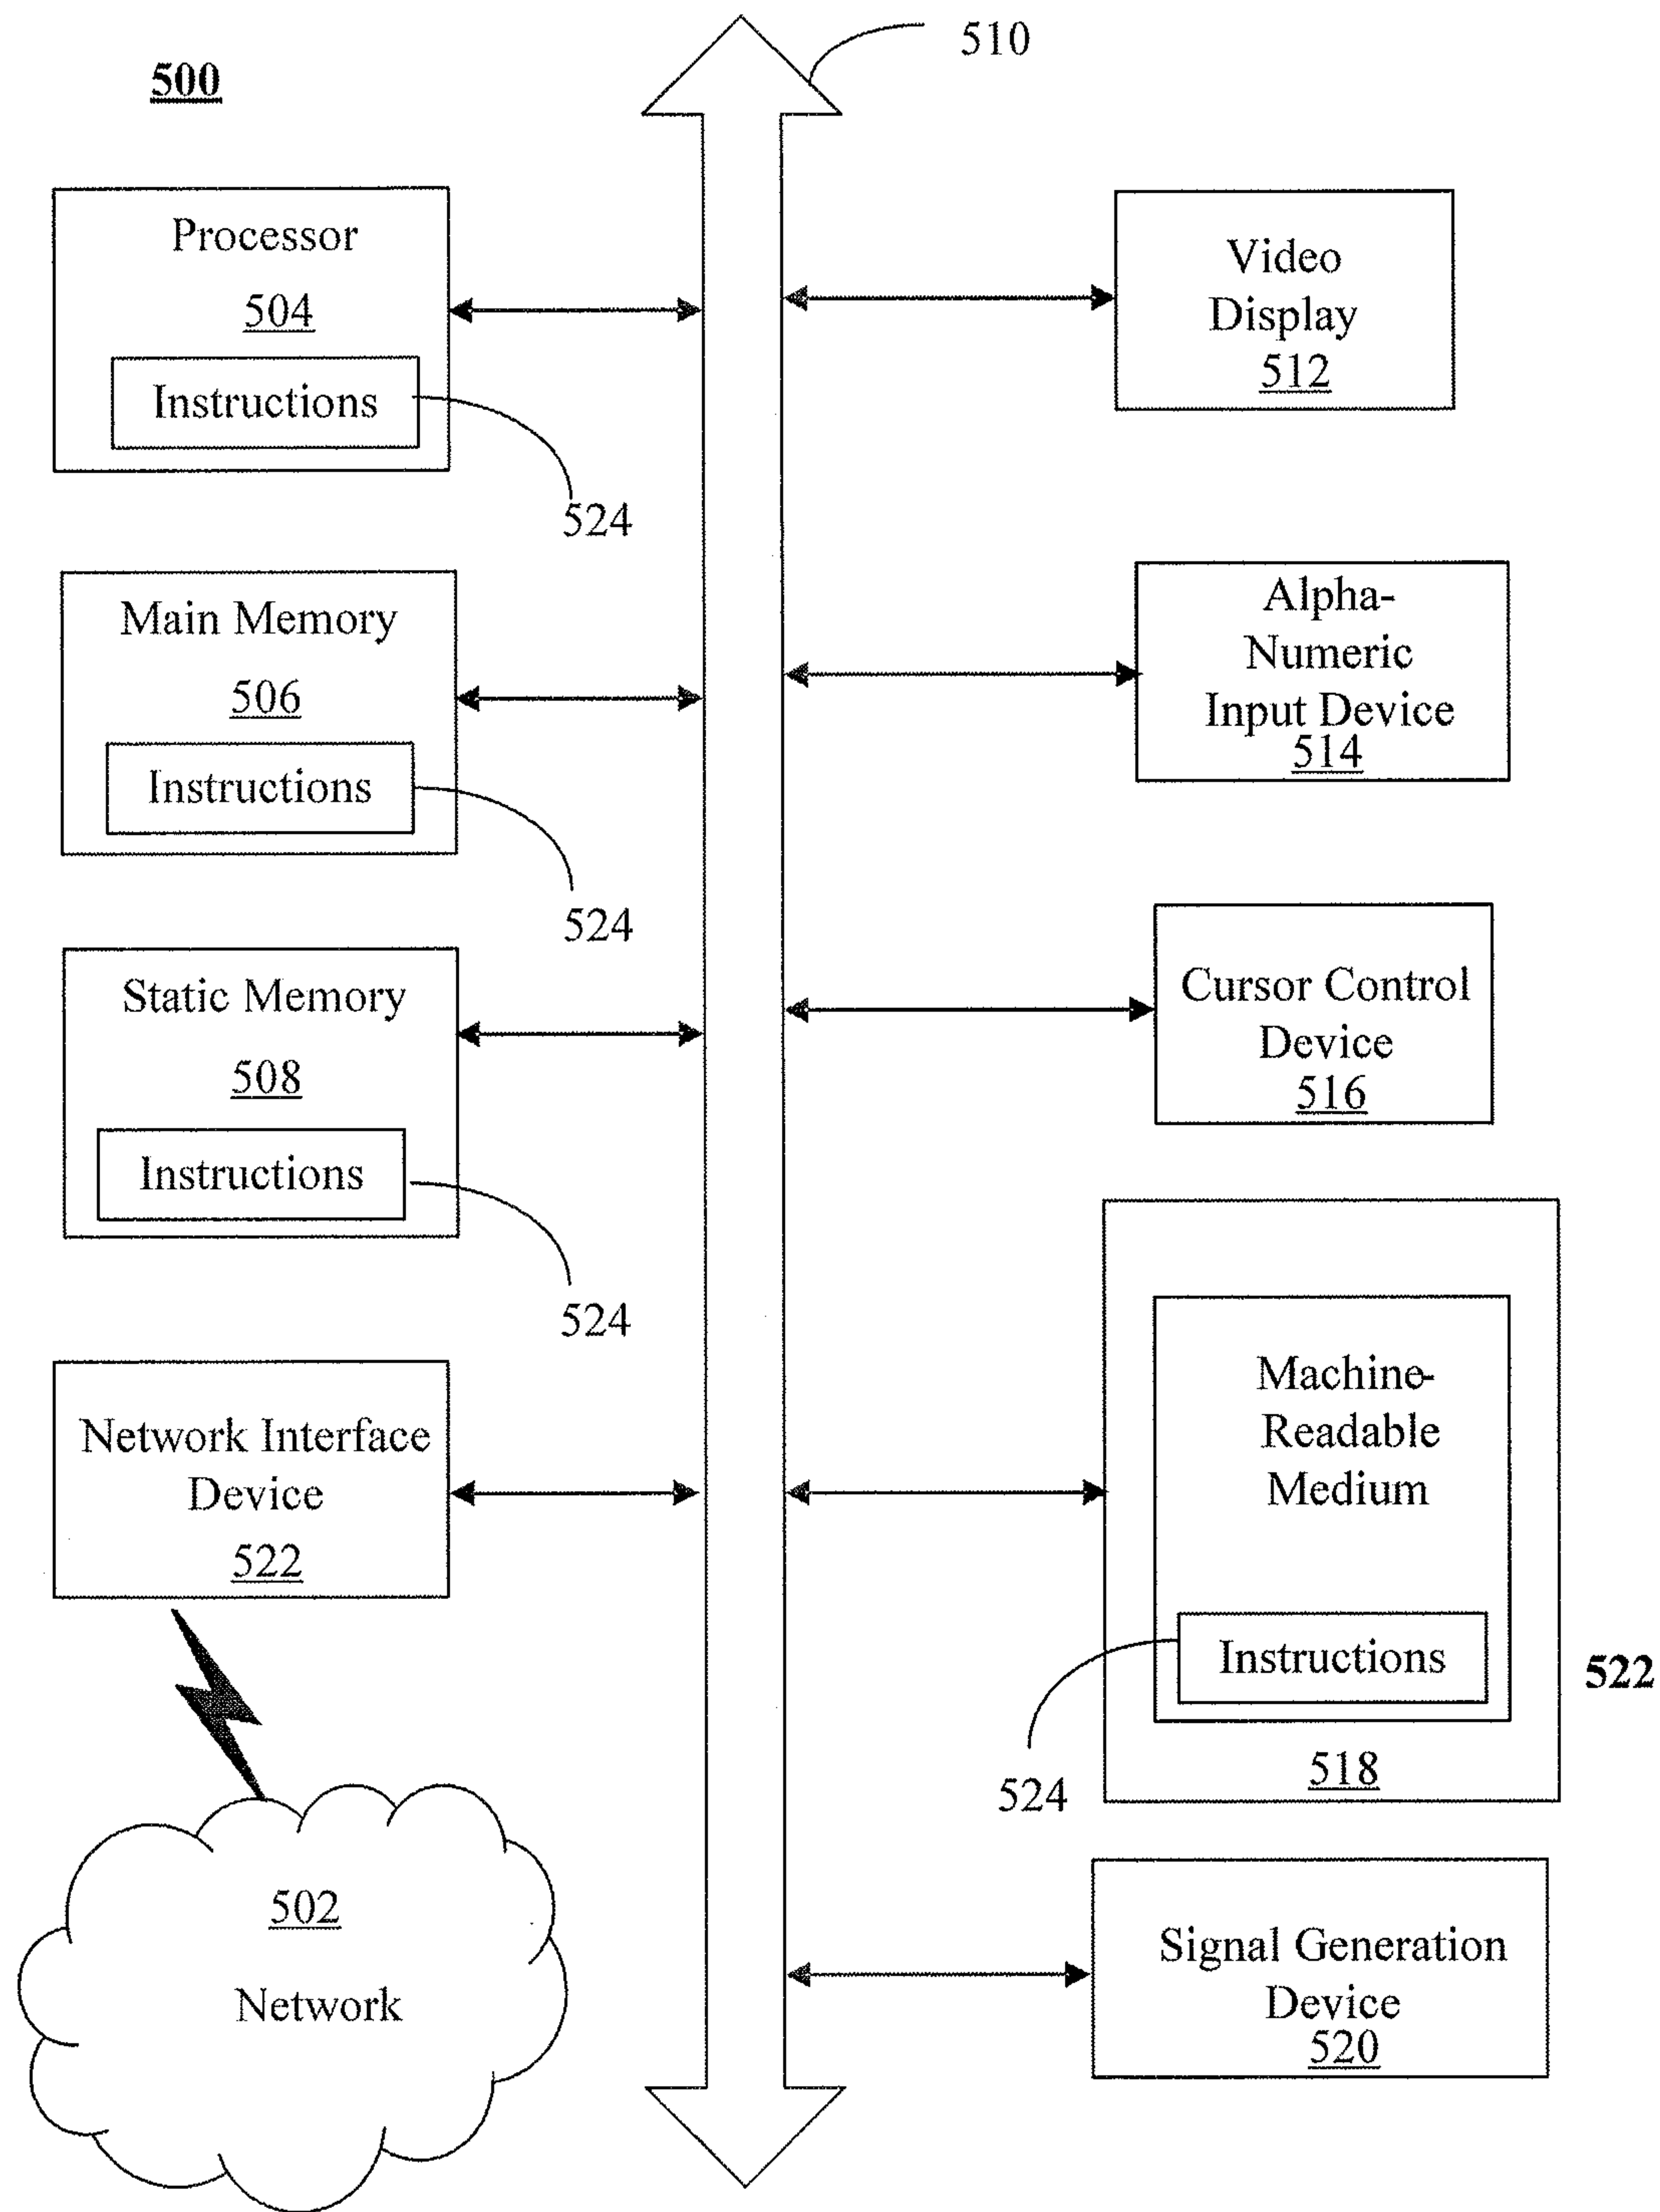 510
500
Processor
504
Instructions
524
Main Memory
506
Instructions
524
Static Memory
508
Instructions
524
Network Interface
Device
522
502
Network
Video
Display
512
Alpha-
Numeric
Input Device
514
Cursor Control
Device
516
Machine-
Readable
Medium
Instructions
522
518
524
Signal Generation
Device
520